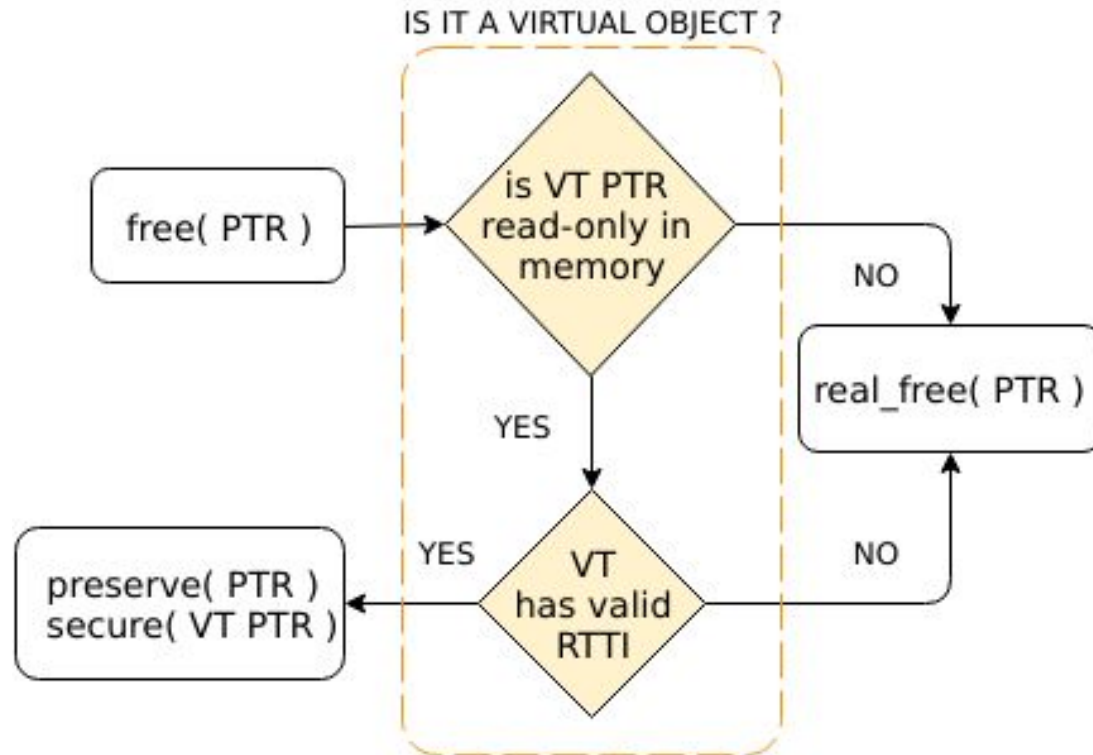 IS IT A VIRTUAL OBJECT ?
free( PTR )
is VT PTR
read-only in
memory
NO
real_free( PTR )
YES
YES
VT
has valid
RTTI
NO
preserve( PTR )
secure( VT PTR )